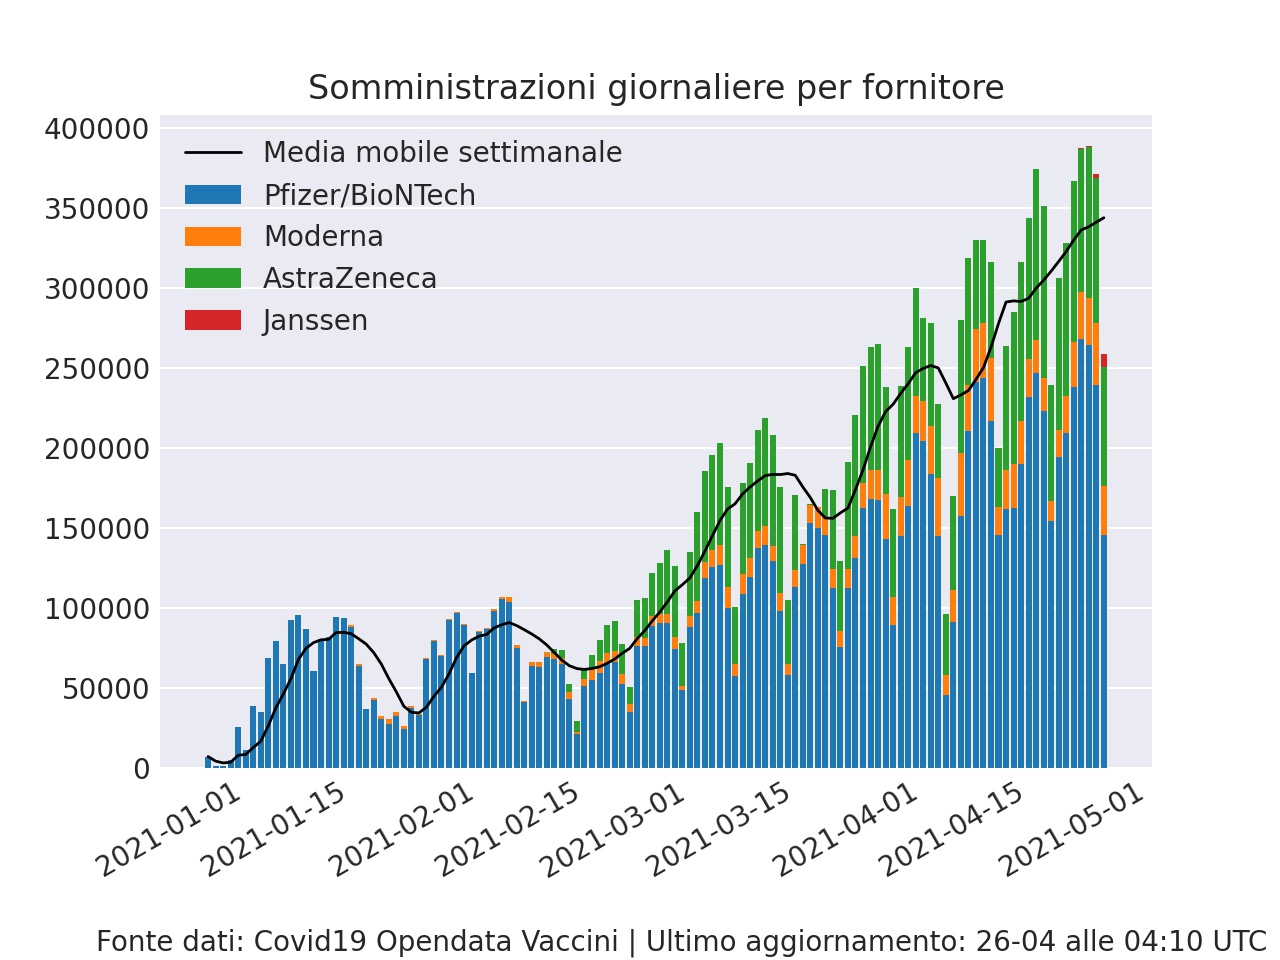 Somministrazioni giornaliere per fornitore
400000
350000
300000
250000
200000
150000
100000
50000
0
Media mobile settimanale
Pfizer/BioNTech
Moderna
AstraZeneca
Janssen
2021-01-01
2021-01-15
2021-02-01
2021-02-15
2021-03-01
2021-03-15
2021-04-01
2021-04-15
2021-05-01
Fonte dati: Covid19 Opendata Vaccini | Ultimo aggiornamento: 26-04 alle 04:10 UTC